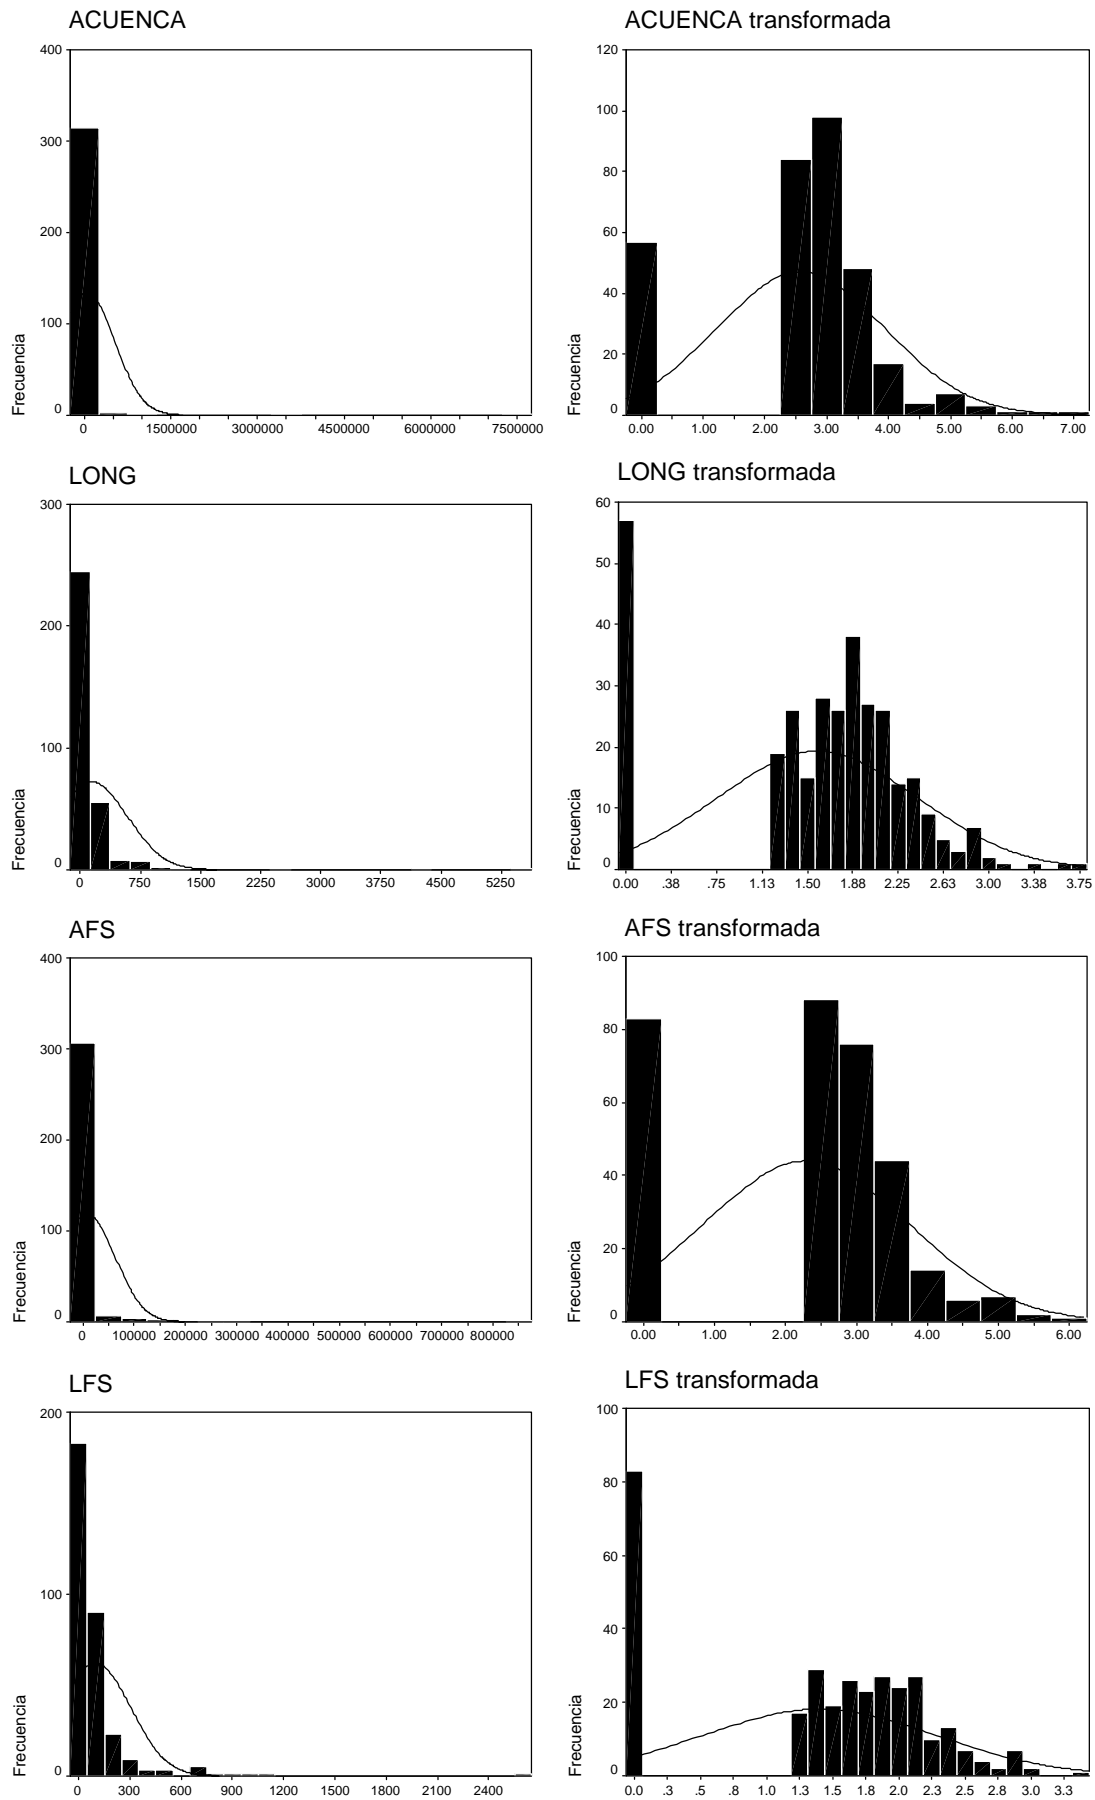 ACUENCA
ACUENCA transformada
400
300
200
100
0
Frecuencia
0 1500000 3000000 4500000 6000000 7500000
120
100
80
60
40
20
0
Frecuencia
0.00 1.00 2.00 3.00 4.00 5.00 6.00 7.00
LONG
LONG transformada
300
200
100
0
Frecuencia
0 750 1500 2250 3000 3750 4500 5250
60
50
40
30
20
10
0
Frecuencia
0.00 .38 .75 1.13 1.50 1.88 2.25 2.63 3.00 3.38 3.75
AFS
AFS transformada
400
300
200
100
0
Frecuencia
0 100000 200000 300000 400000 500000 600000 700000 800000
100
80
60
40
20
0
Frecuencia
0.00 1.00 2.00 3.00 4.00 5.00 6.00
LFS
LFS transformada
200
100
0
Frecuencia
0 300 600 900 1200 1500 1800 2100 2400
100
80
60
40
20
0
Frecuencia
0.0 .3 .5 .8 1.0 1.3 1.5 1.8 2.0 2.3 2.5 2.8 3.0 3.3